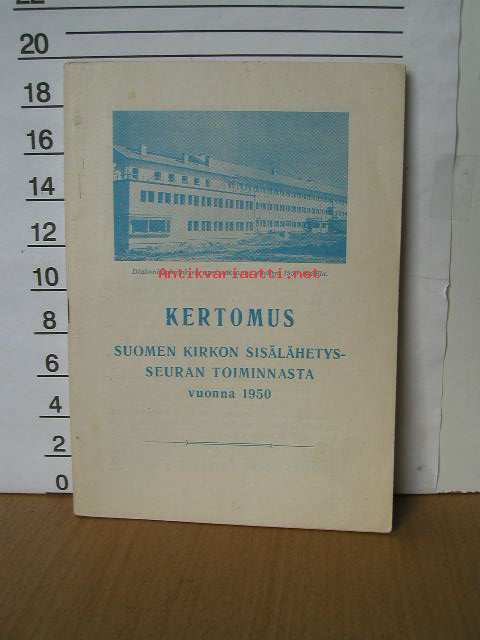 22
20
18
16
14
12
10
8
6
4
2
0
Antikvariaatti.net
KERTOMUS
SUOMEN KIRKON SISÄLÄHETYS-
SEURAN TOIMINNASTA
vuonna 1950